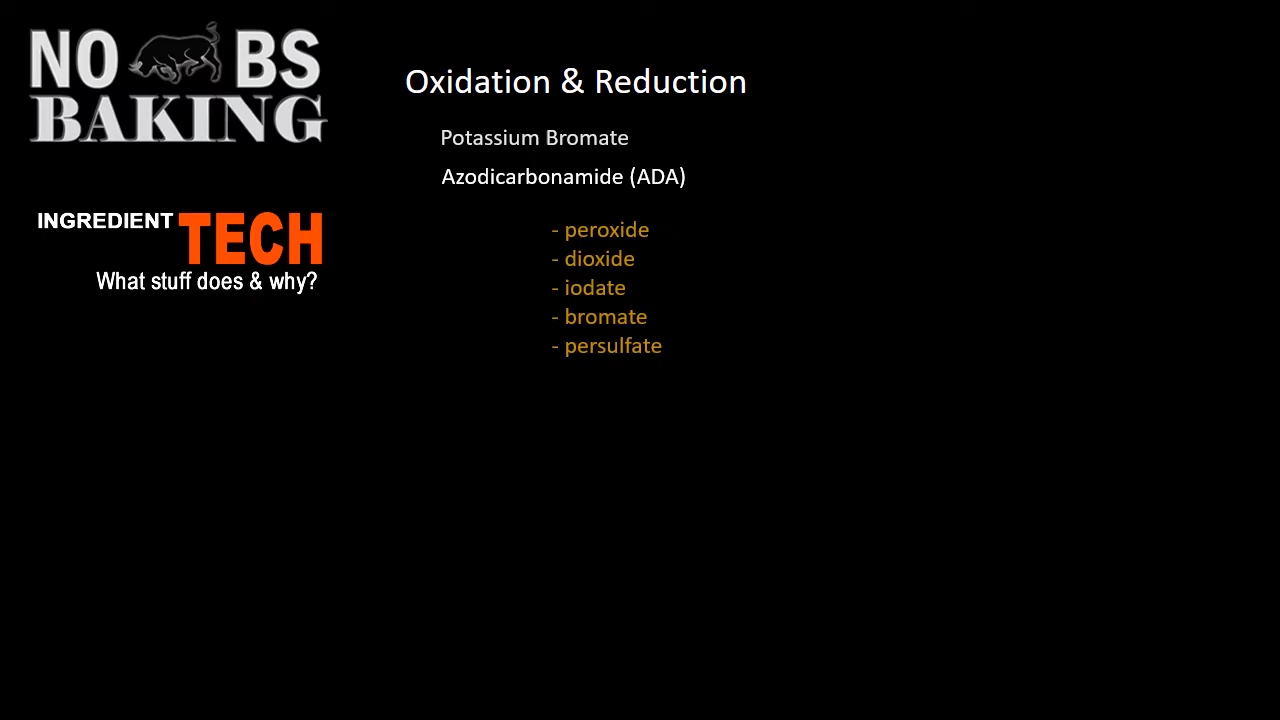 NO BS
BAKING
INGREDIENT TECH
What stuff does & why?
Oxidation & Reduction
Potassium Bromate
Azodicarbonamide (ADA)
- peroxide
- dioxide
- iodate
- bromate
- persulfate